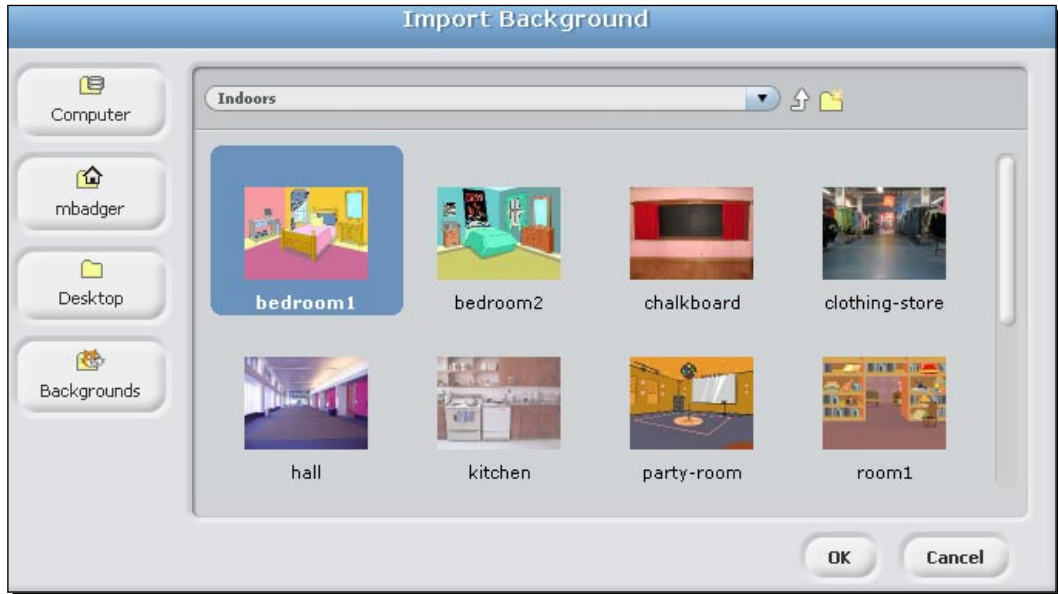 Import Background
Computer
mbadger
Desktop
Backgrounds
Indoors
bedroom1
bedroom2
chalkboard
clothing-store
hall
kitchen
party-room
room1
OK
Cancel